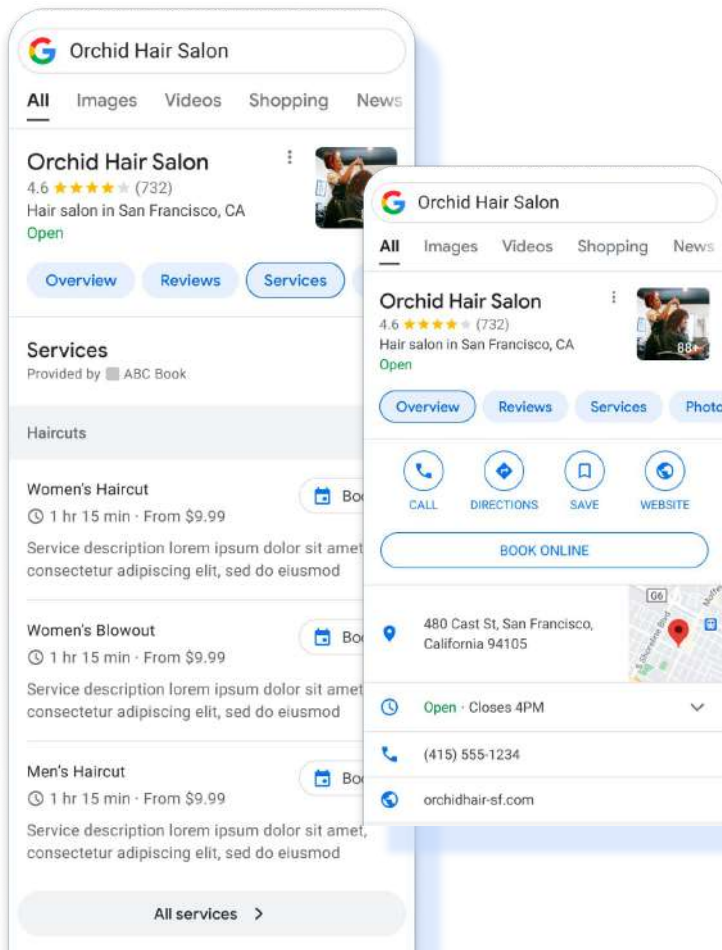 Orchid Hair Salon
All Images Videos Shopping News
Orchid Hair Salon
4.6 (732)
Hair salon in San Francisco, CA
Open
Overview Reviews Services
Services
Provided by ABC Book
Haircuts
Women's Haircut
1 hr 15 min · From $9.99
Service description lorem ipsum dolor sit amet
consectetur adipiscing elit, sed do eiusmod
Women's Blowout
1 hr 15 min · From $9.99
Service description lorem ipsum dolor sit amet
consectetur adipiscing elit, sed do eiusmod
Men's Haircut
1 hr 15 min · From $9.99
Service description lorem ipsum dolor sit amet,
consectetur adipiscing elit, sed do eiusmod
All services
Orchid Hair Salon
All Images Videos Shopping News
Orchid Hair Salon
4.6 (732)
Hair salon in San Francisco, CA
Open
88+
Overview Reviews Services Photo
CALL DIRECTIONS SAVE WEBSITE
BOOK ONLINE
480 Cast St, San Francisco,
California 94105
G6
S Shoreline Blvd
Open · Closes 4PM
(415) 555-1234
orchidhair-sf.com